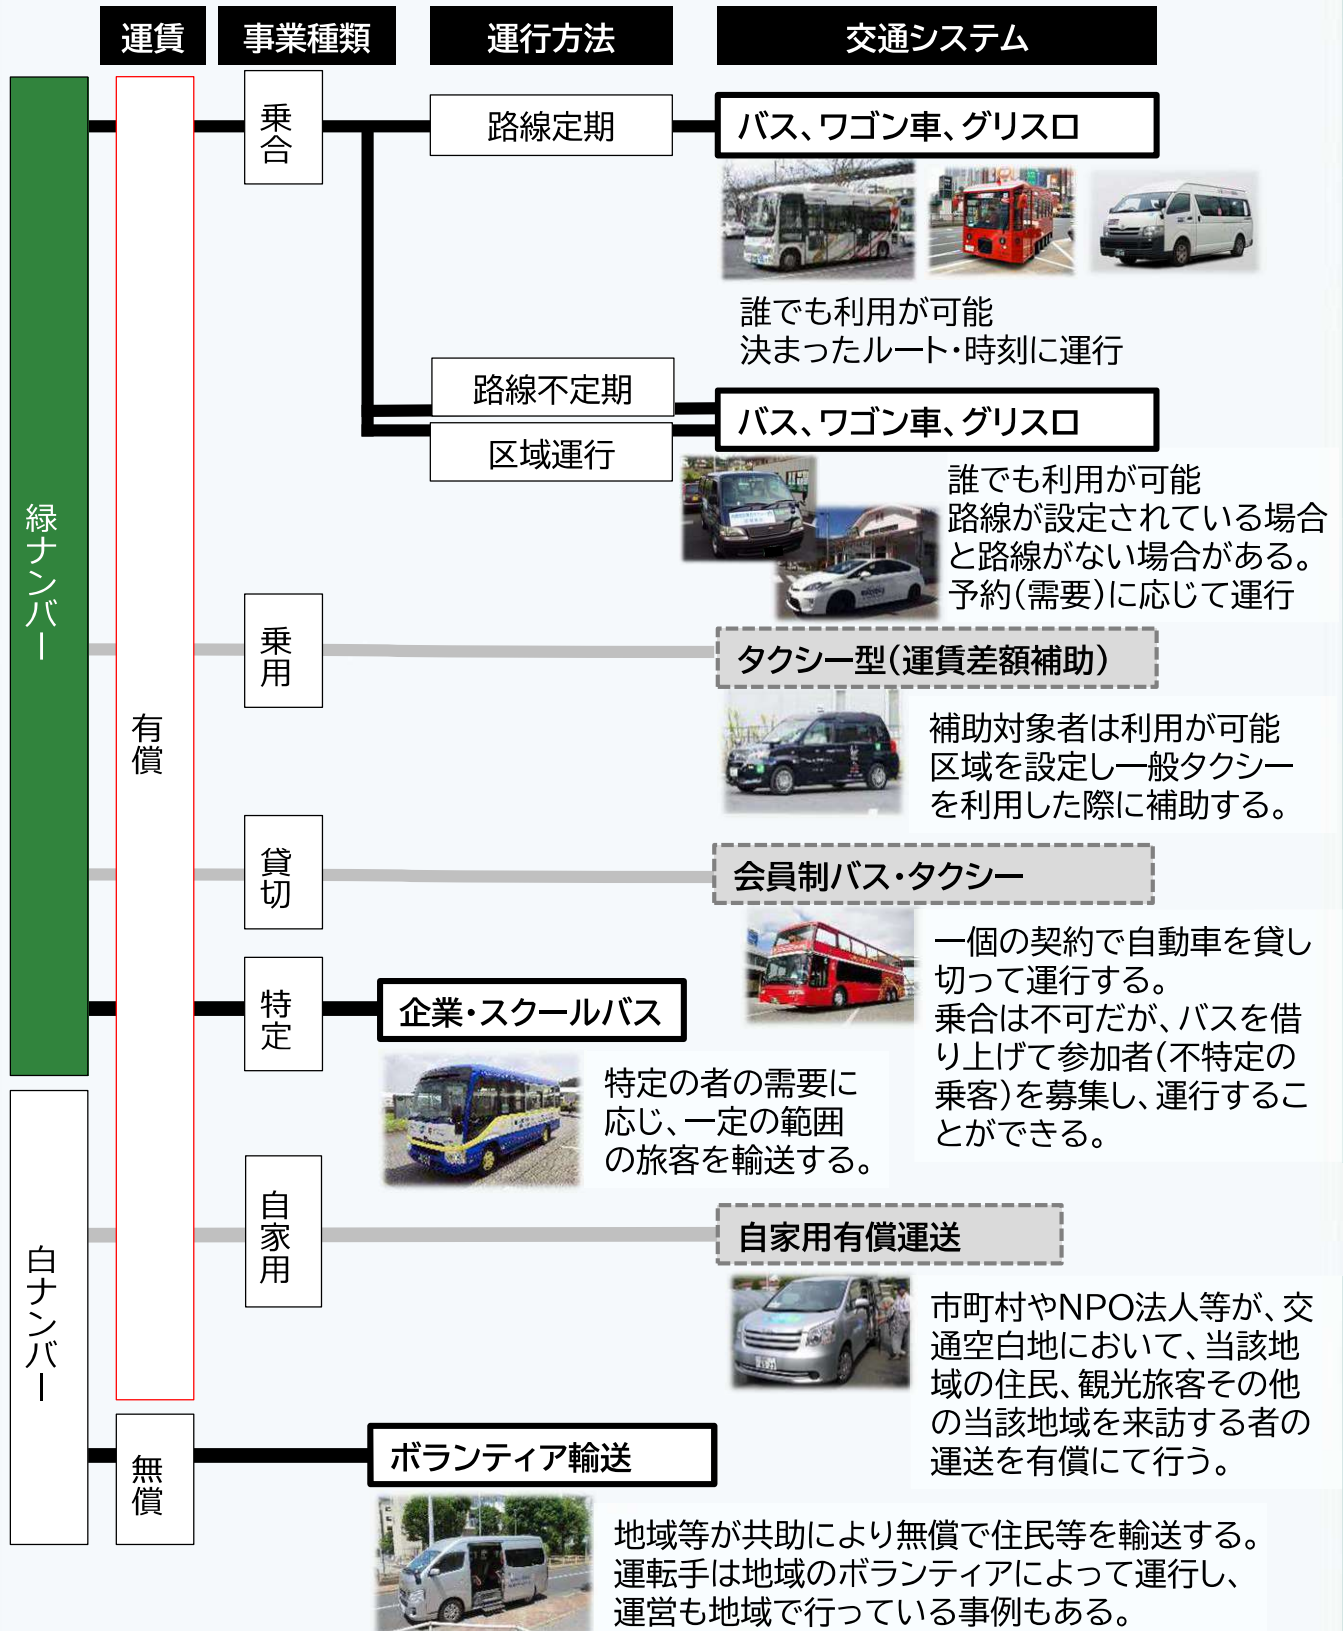 運賃
事業種類
運行方法
交通システム
緑ナンバー
有償
乗合
路線定期
バス、ワゴン車、グリスロ
誰でも利用が可能
決まったルート・時刻に運行
路線不定期
区域運行
バス、ワゴン車、グリスロ
誰でも利用が可能
路線が設定されている場合
と路線がない場合がある。
予約(需要)に応じて運行
乗用
タクシー型(運賃差額補助)
補助対象者は利用が可能
区域を設定し一般タクシー
を利用した際に補助する。
貸切
会員制バス・タクシー
一個の契約で自動車を貸し
切って運行する。
乗合は不可だが、バスを借
り上げて参加者(不特定の
乗客)を募集し、運行するこ
とができる。
特定
企業・スクールバス
特定の者の需要に
応じ、一定の範囲
の旅客を輸送する。
白ナンバー
自家用
自家用有償運送
市町村やNPO法人等が、交
通空白地において、当該地
域の住民、観光旅客その他
の当該地域を来訪する者の
運送を有償にて行う。
無償
ボランティア輸送
地域等が共助により無償で住民等を輸送する。
運転手は地域のボランティアによって運行し、
運営も地域で行っている事例もある。